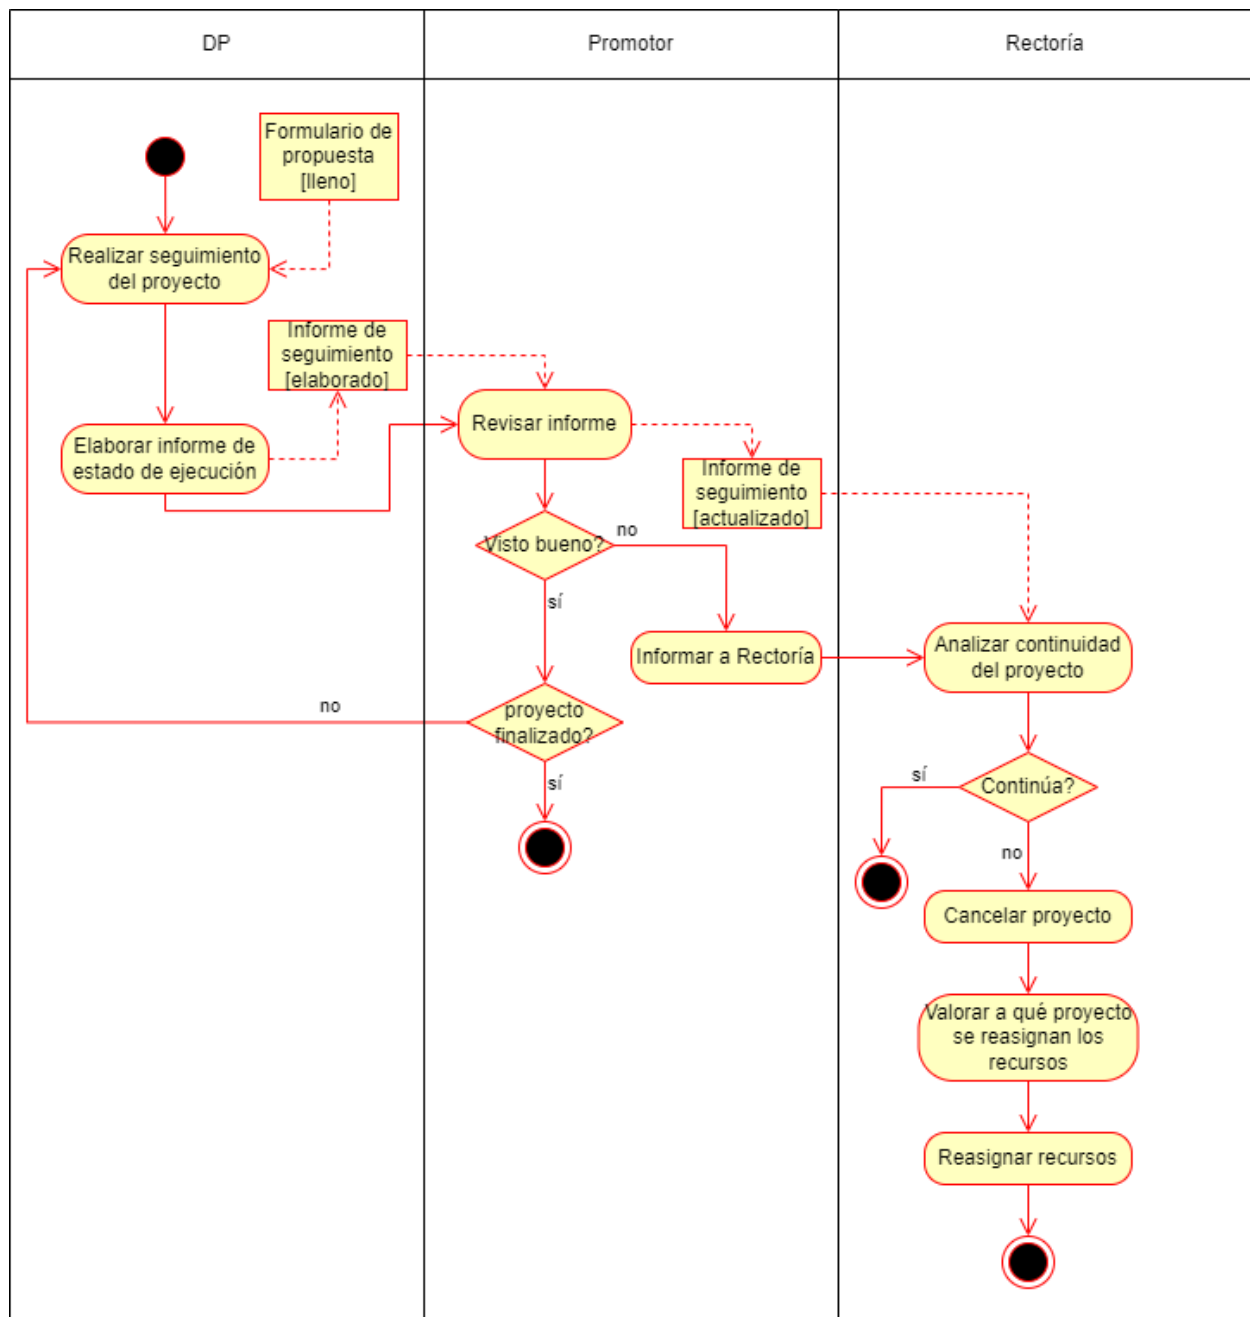 DP
Promotor
Rectoría
Formulario de
propuesta
[lleno]
Realizar seguimiento
del proyecto
Informe de
seguimiento
[elaborado]
Elaborar informe de
estado de ejecución
Revisar informe
Informe de
seguimiento
[actualizado]
Visto bueno?
no
sí
Informar a Rectoría
Analizar continuidad
del proyecto
proyecto
finalizado?
no
sí
Continúa?
sí
no
Cancelar proyecto
Valorar a qué proyecto
se reasignan los
recursos
Reasignar recursos